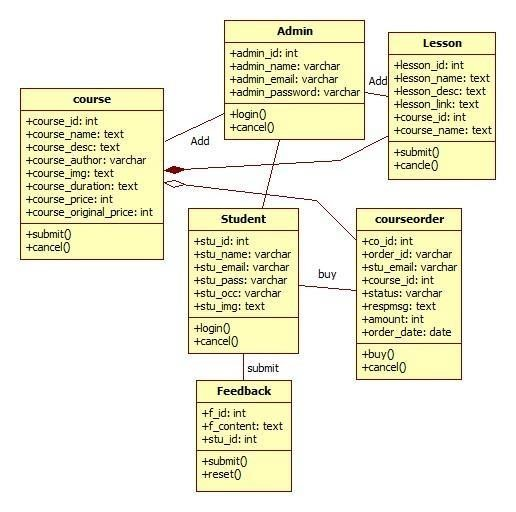 Admin
+admin_id: int
+admin_name: varchar
+admin_email: varchar
+admin_password: varchar
+login()
+cancel()
Lesson
+lesson_id: int
+lesson_name: text
+lesson_desc: text
+lesson_link: text
+course_id: int
+course_name: text
+submit()
+cancle()
Add
course
+course_id: int
+course_name: text
+course_desc: text
+course_author: varchar
+course_img: text
+course_duration: text
+course_price: int
+course_original_price: int
+submit()
+cancel()
Add
Student
+stu_id: int
+stu_name: varchar
+stu_email: varchar
+stu_pass: varchar
+stu_occ: varchar
+stu_img: text
+login()
+cancel()
buy
courseorder
+co_id: int
+order_id: varchar
+stu_email: varchar
+course_id: int
+status: varchar
+respmsg: text
+amount: int
+order_date: date
+buy()
+cancel()
submit
Feedback
+f_id: int
+f_content: text
+stu_id: int
+submit()
+reset()